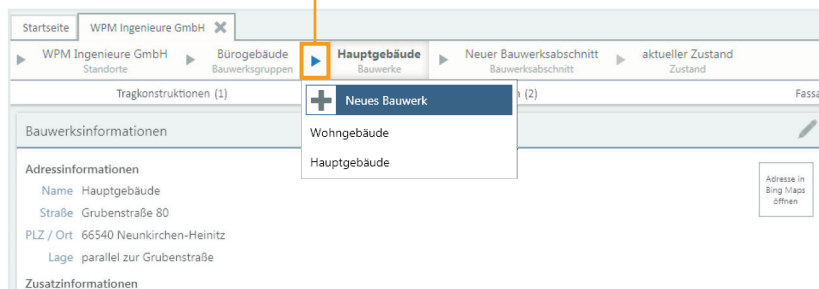 Startseite WPM Ingenieure GmbH
WPM Ingenieure GmbH Bürogebäude Hauptgebäude Neuer Bauwerksabschnitt aktueller Zustand
Standorte Bauwerksgruppen Bauwerke Bauwerksabschnitt Zustand
Tragkonstruktionen (1) (2) Fassa
Neues Bauwerk
Wohngebäude
Hauptgebäude
Bauwerksinformationen
Adressinformationen
Name Hauptgebäude
Straße Grubenstraße 80
PLZ / Ort 66540 Neunkirchen-Heinitz
Lage parallel zur Grubenstraße
Adresse in
Bing Maps
öffnen
Zusatzinformationen